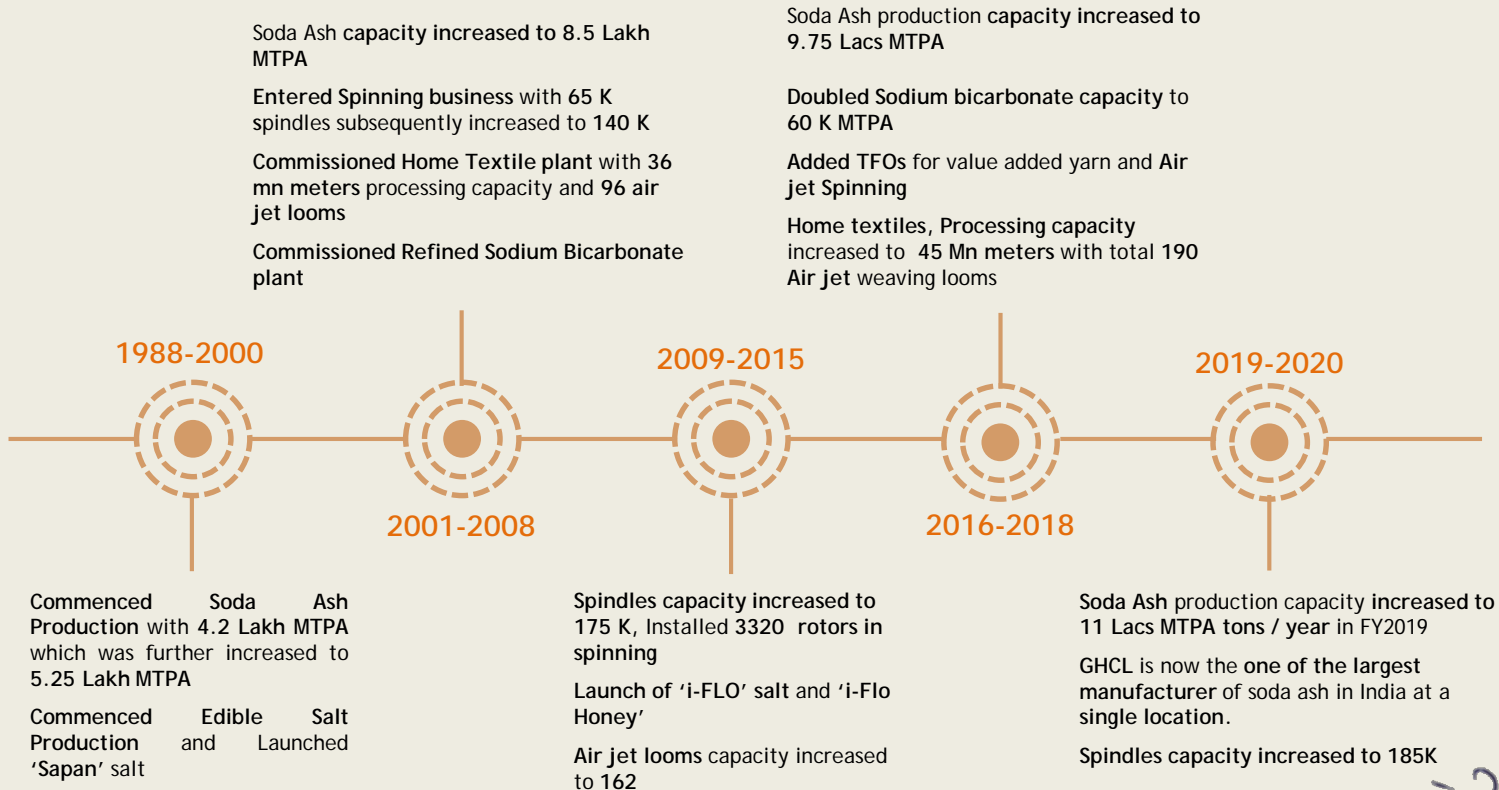 Soda Ash capacity increased to 8.5 Lakh
MTPA
Entered Spinning business with 65 K
spindles subsequently increased to 140 K
Commissioned Home Textile plant with 36
mn meters processing capacity and 96 air
jet looms
Commissioned Refined Sodium Bicarbonate
plant
Soda Ash production capacity increased to
9.75 Lacs MTPA
Doubled Sodium bicarbonate capacity to
60 K MTPA
Added TFOs for value added yarn and Air
jet Spinning
Home textiles, Processing capacity
increased to 45 Mn meters with total 190
Air jet weaving looms
1988-2000
2009-2015
2019-2020
2001-2008
2016-2018
Commenced Soda Ash
Production with 4.2 Lakh MTPA
which was further increased to
5.25 Lakh MTPA
Commenced Edible Salt
Production and Launched
‘Sapan’ salt
Spindles capacity increased to
175 K, Installed 3320 rotors in
spinning
Launch of ‘i-FLO’ salt and ‘i-Flo
Honey’
Air jet looms capacity increased
to 162
Soda Ash production capacity increased to
11 Lacs MTPA tons / year in FY2019
GHCL is now the one of the largest
manufacturer of soda ash in India at a
single location.
Spindles capacity increased to 185K